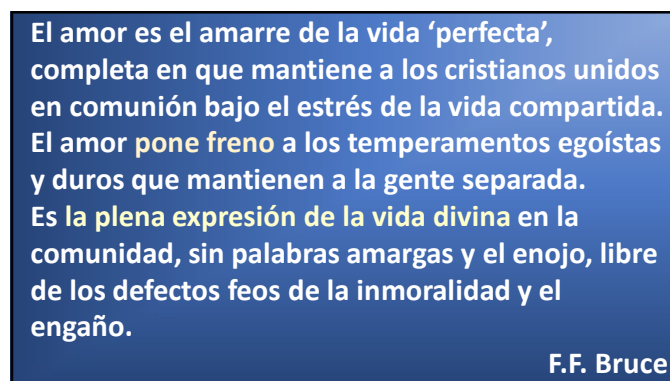 El amor es el amarre de la vida ‘perfecta’,
completa en que mantiene a los cristianos unidos
en comunión bajo el estrés de la vida compartida.
El amor pone freno a los temperamentos egoístas
y duros que mantienen a la gente separada.
Es la plena expresión de la vida divina en la
comunidad, sin palabras amargas y el enojo, libre
de los defectos feos de la inmoralidad y el
engaño.
F.F. Bruce